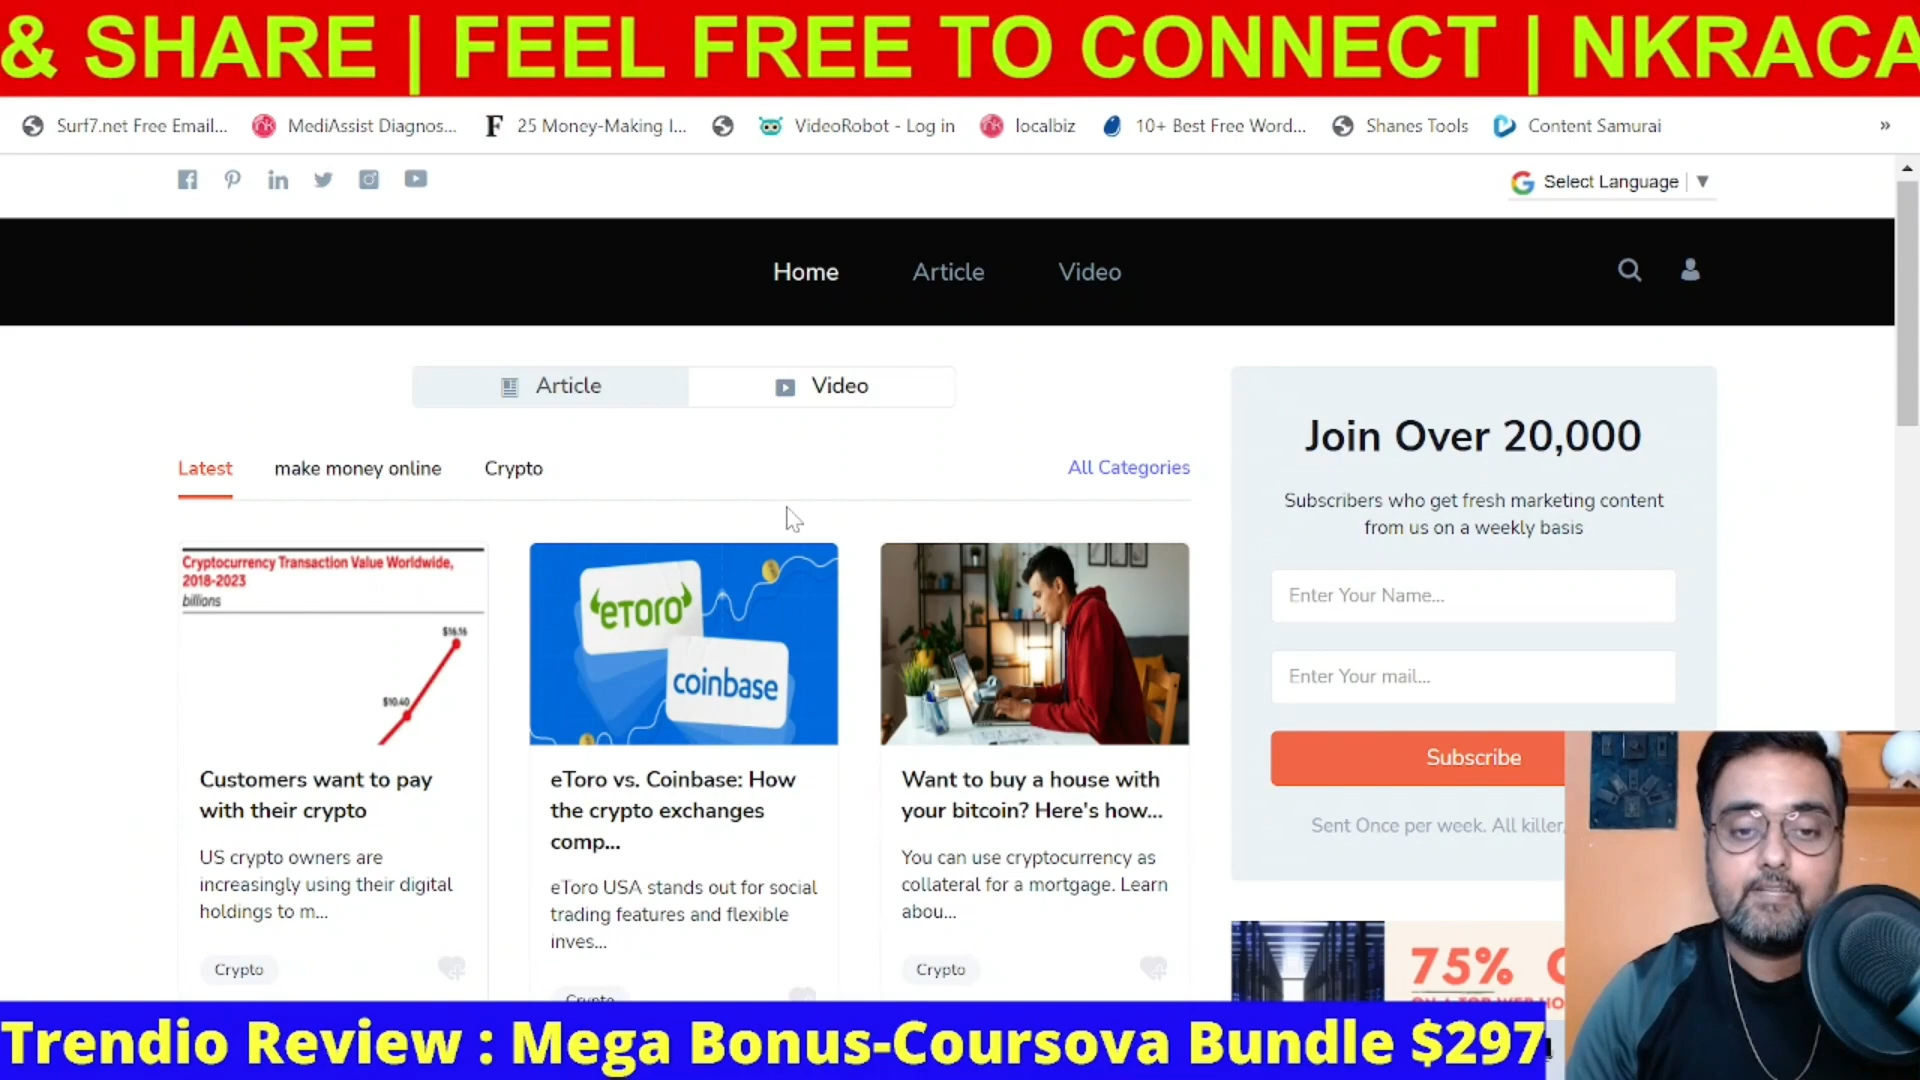 & SHARE | FEEL FREE TO CONNECT | NKRACA
Surf7.net Free Email... MediAssist Diagnos... 25 Money-Making I... VideoRobot - Log in localbiz 10+ Best Free Word... Shanes Tools Content Samurai »
Select Language ▼
Home Article Video
Article Video
Latest make money online Crypto All Categories
Join Over 20,000
Subscribers who get fresh marketing content
from us on a weekly basis
Enter Your Name...
Enter Your mail...
Subscribe
Sent Once per week. All killer,
75%
Cryptocurrency Transaction Value Worldwide,
2018-2023
billions
$16.16
$10.40
Customers want to pay
with their crypto
US crypto owners are
increasingly using their digital
holdings to m...
Crypto
eToro
coinbase
eToro vs. Coinbase: How
the crypto exchanges
comp...
eToro USA stands out for social
trading features and flexible
inves...
Crypto
Want to buy a house with
your bitcoin? Here's how...
You can use cryptocurrency as
collateral for a mortgage. Learn
abou...
Crypto
Trendio Review : Mega Bonus-Coursova Bundle $297